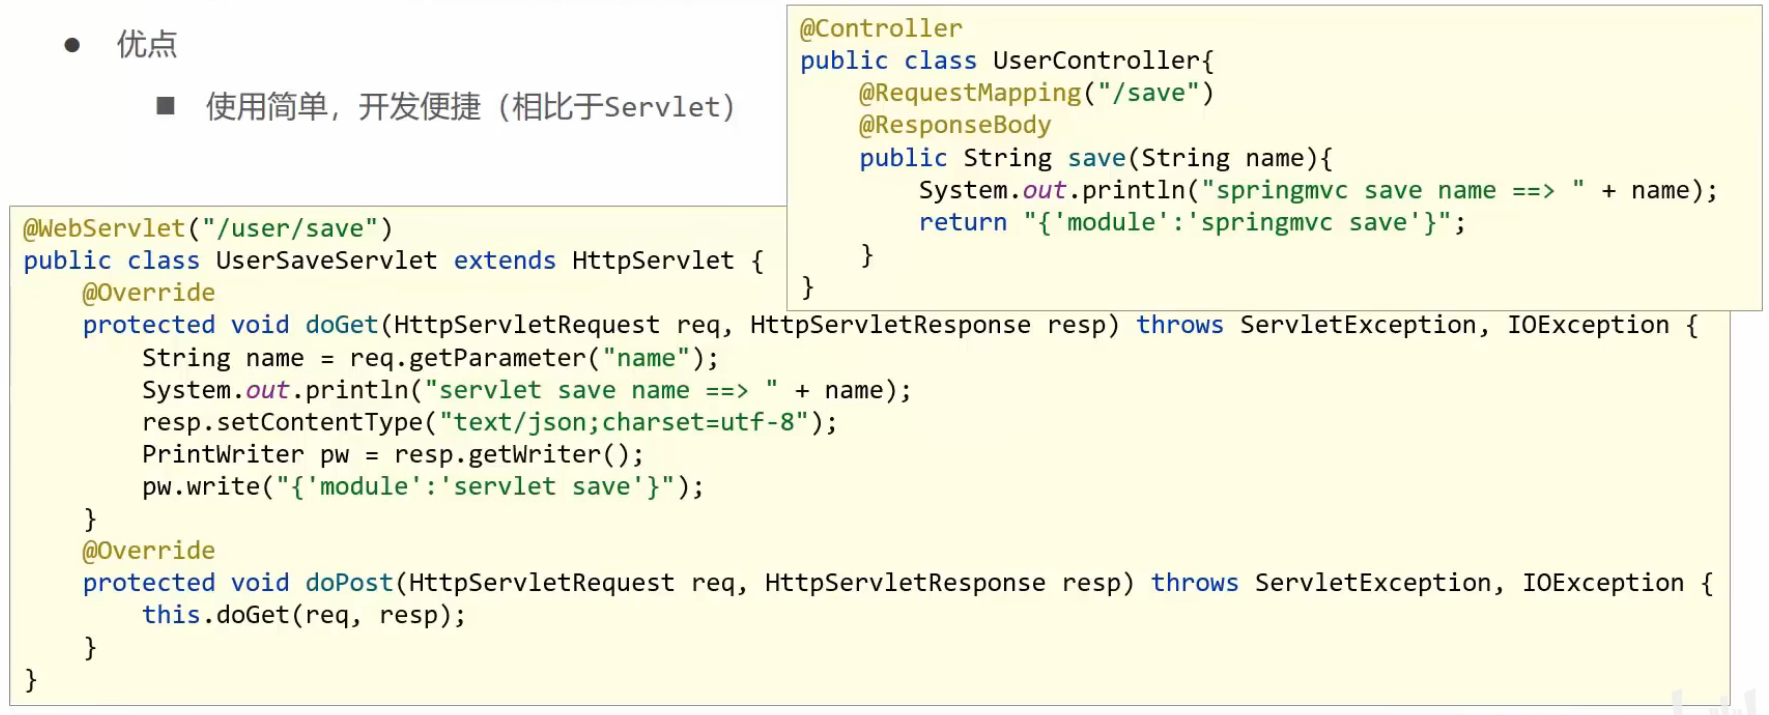 ● 优点
■ 使用简单，开发便捷（相比于Servlet）
@Controller
public class UserController{
    @RequestMapping("/save")
    @ResponseBody
    public String save(String name){
        System.out.println("springmvc save name ==> " + name);
        return "{'module':'springmvc save'}";
    }
}
@WebServlet("/user/save")
public class UserSaveServlet extends HttpServlet {
    @Override
    protected void doGet(HttpServletRequest req, HttpServletResponse resp) throws ServletException, IOException {
        String name = req.getParameter("name");
        System.out.println("servlet save name ==> " + name);
        resp.setContentType("text/json;charset=utf-8");
        PrintWriter pw = resp.getWriter();
        pw.write("{'module':'servlet save'}");
    }
    @Override
    protected void doPost(HttpServletRequest req, HttpServletResponse resp) throws ServletException, IOException {
        this.doGet(req, resp);
    }
}